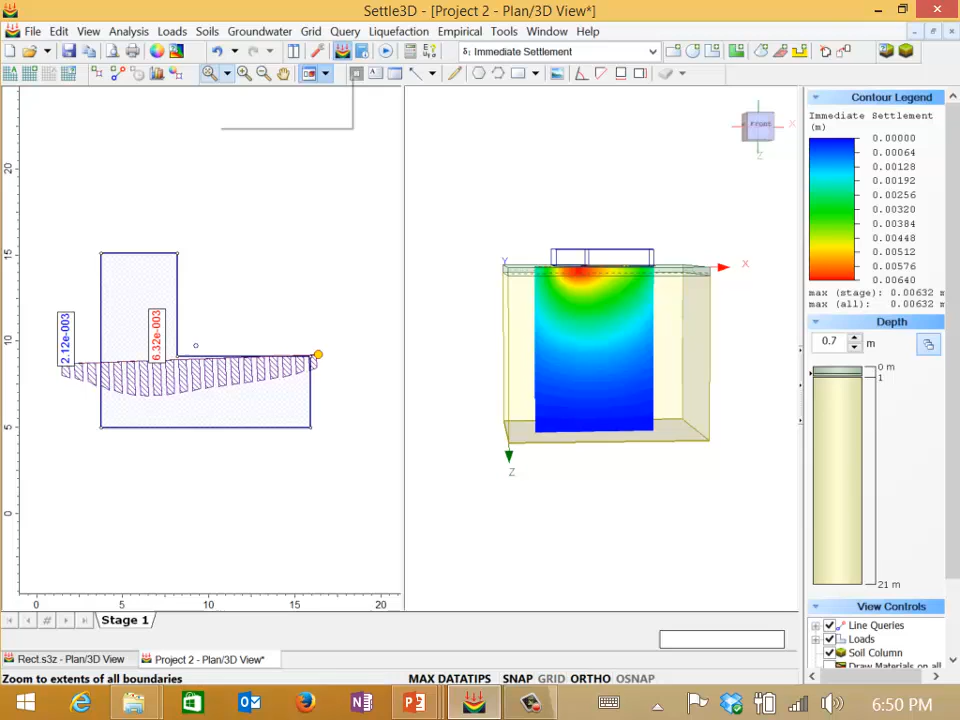 Settle3D - [Project 2 - Plan/3D View*]
File Edit View Analysis Loads Soils Groundwater Grid Query Liquefaction Empirical Tools Window Help
δ: Immediate Settlement
20
15
10
5
0
0 5 10 15 20
2.12e-003
6.32e-003
FRONT
X
Z
Y
X
Z
Contour Legend
Immediate Settlement
(m)
0.00000
0.00064
0.00128
0.00192
0.00256
0.00320
0.00384
0.00448
0.00512
0.00576
0.00640
max (stage): 0.00632 m
max (all): 0.00632 m
Depth
0.7 m
0 m
1
21 m
View Controls
Line Queries
Loads
Soil Column
Draw Materials on all
Stage 1
Rect.s3z - Plan/3D View
Project 2 - Plan/3D View*
Zoom to extents of all boundaries
MAX DATATIPS SNAP GRID ORTHO OSNAP
6:50 PM